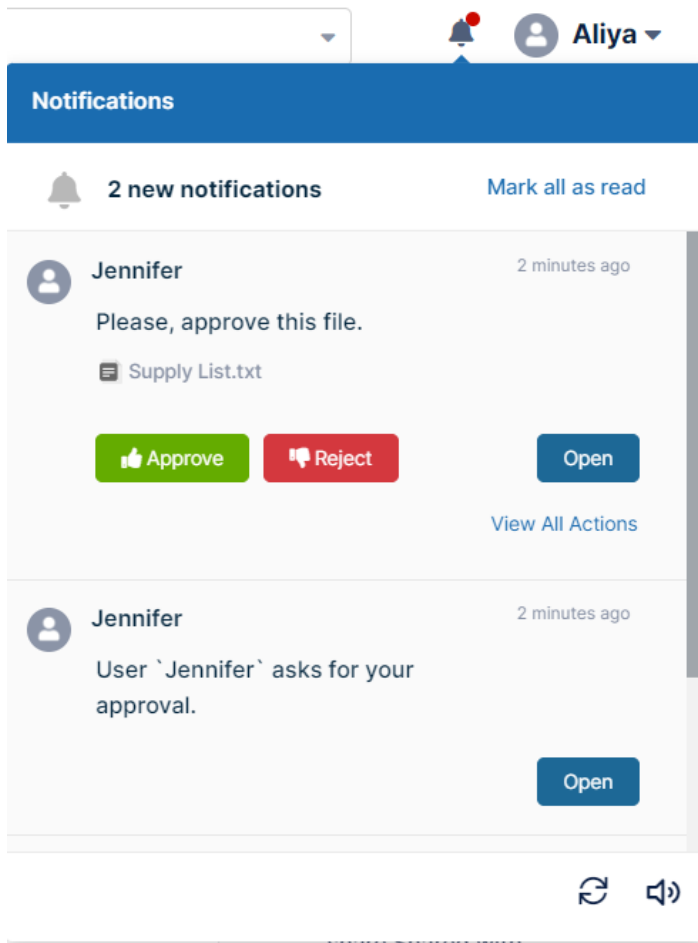 Aliya
Notifications
2 new notifications Mark all as read
Jennifer 2 minutes ago
Please, approve this file.
Supply List.txt
Approve Reject Open
View All Actions
Jennifer 2 minutes ago
User `Jennifer` asks for your
approval.
Open